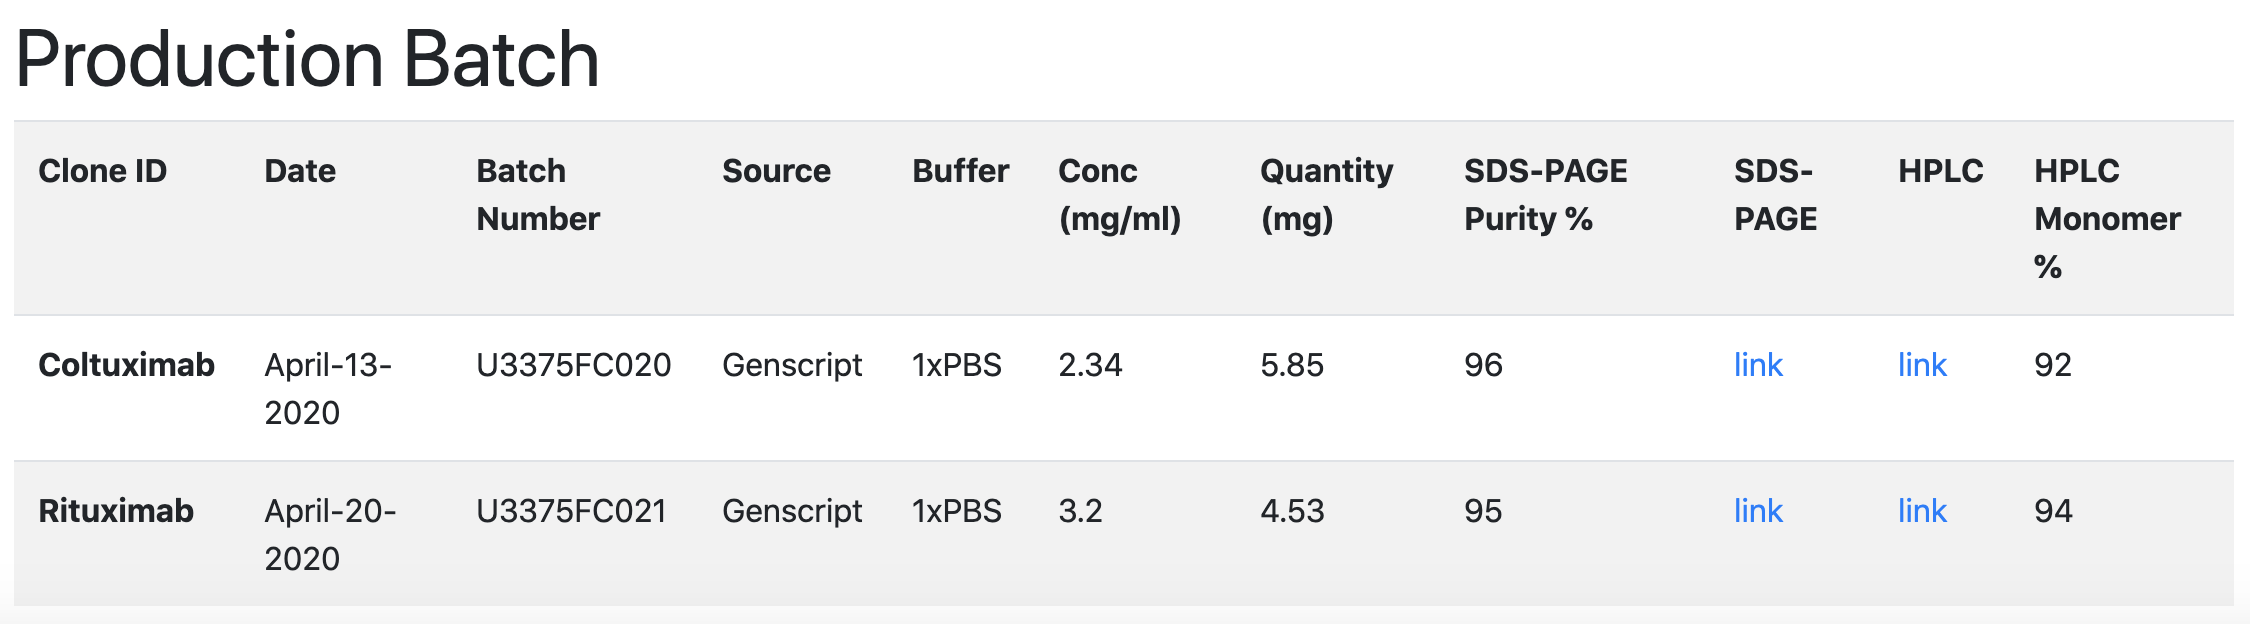 Production Batch
Clone ID Date Batch Number Source Buffer Conc (mg/ml) Quantity (mg) SDS-PAGE Purity % SDS-PAGE HPLC HPLC Monomer %
Coltuximab April-13-2020 U3375FC020 Genscript 1xPBS 2.34 5.85 96 link link 92
Rituximab April-20-2020 U3375FC021 Genscript 1xPBS 3.2 4.53 95 link link 94